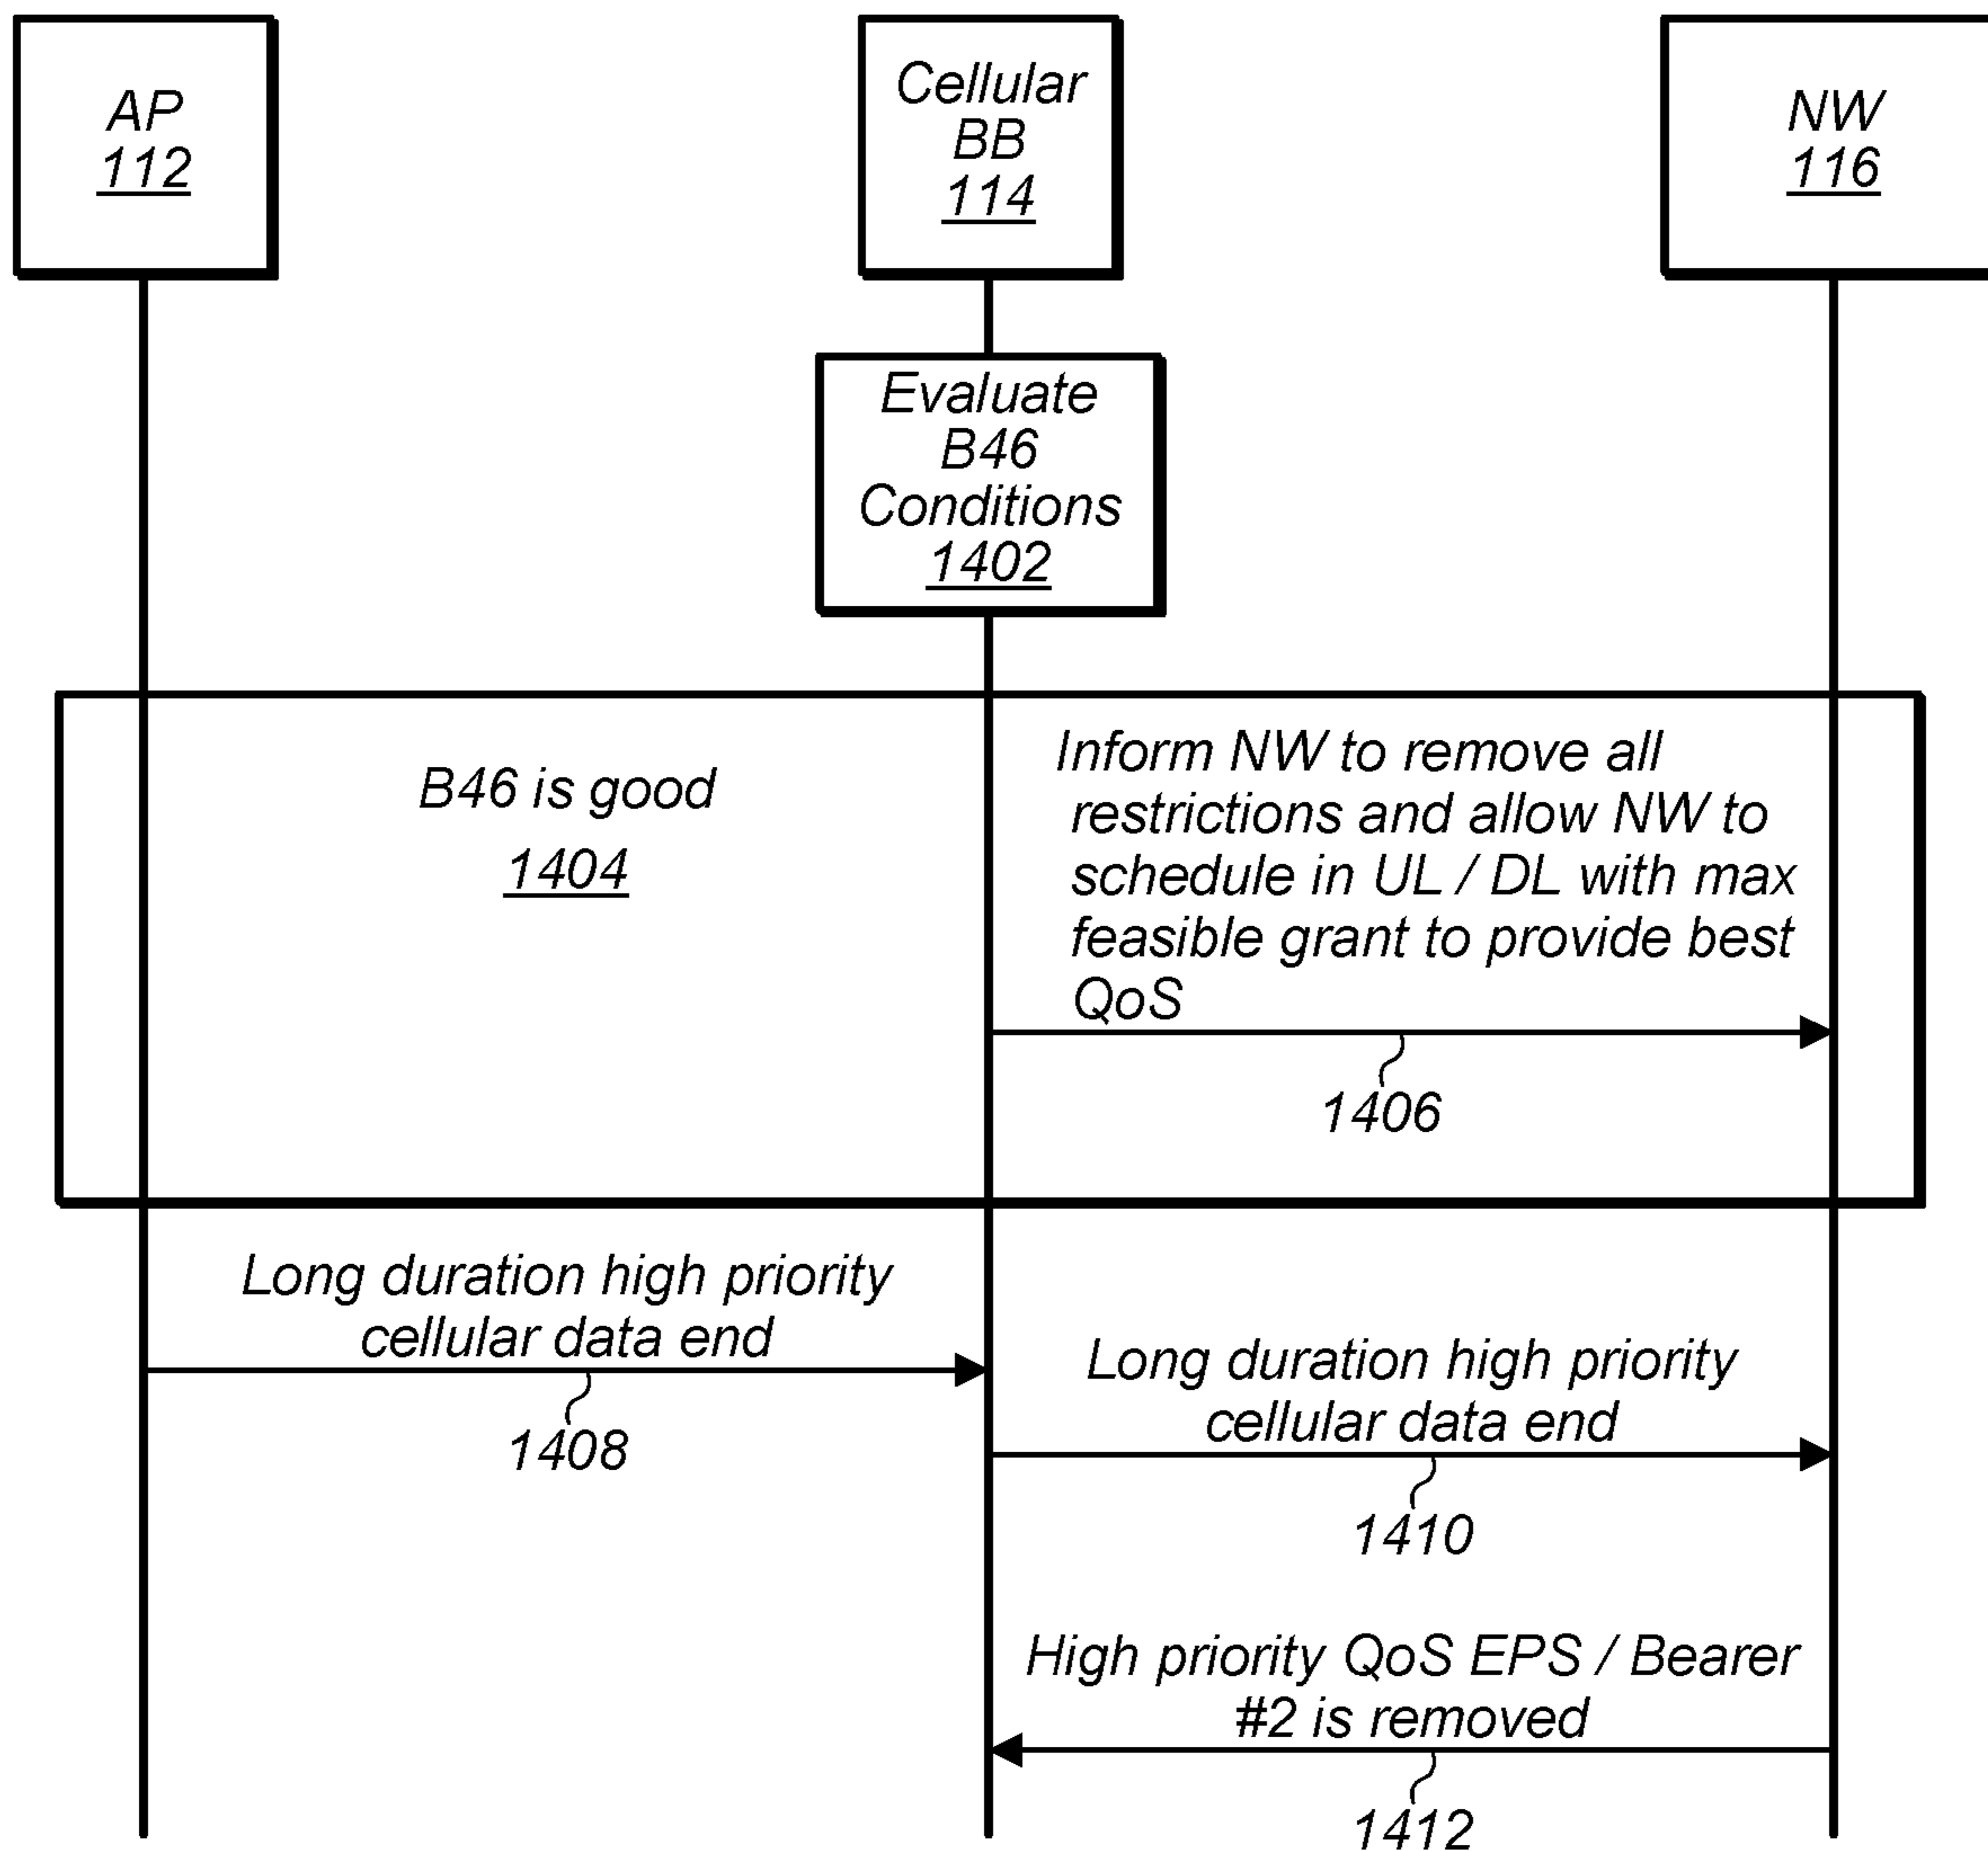 AP
112
Cellular
BB
114
NW
116
Evaluate
B46
Conditions
1402
B46 is good
1404
Inform NW to remove all
restrictions and allow NW to
schedule in UL / DL with max
feasible grant to provide best
QoS
1406
Long duration high priority
cellular data end
1408
Long duration high priority
cellular data end
1410
High priority QoS EPS / Bearer
#2 is removed
1412